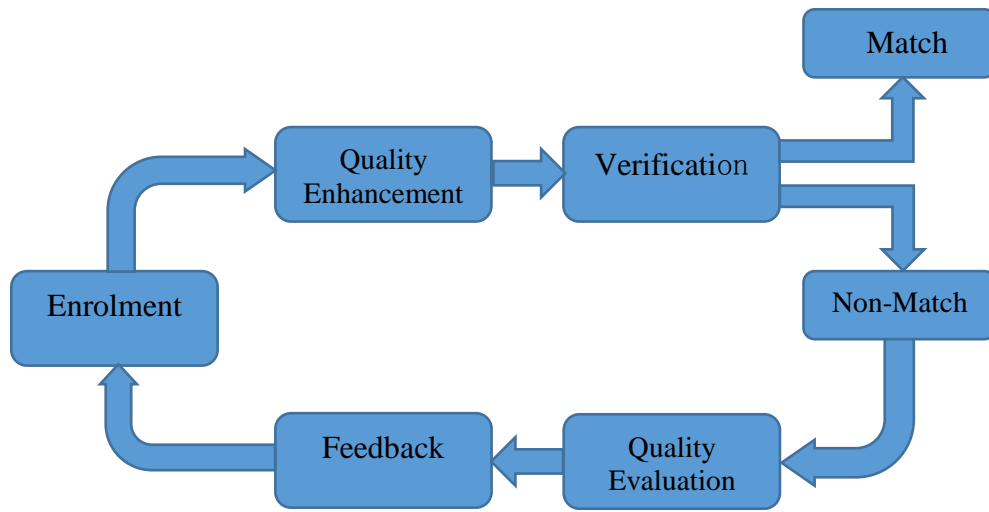 Match
Quality
Enhancement
Verification
Enrolment
Non-Match
Feedback
Quality
Evaluation